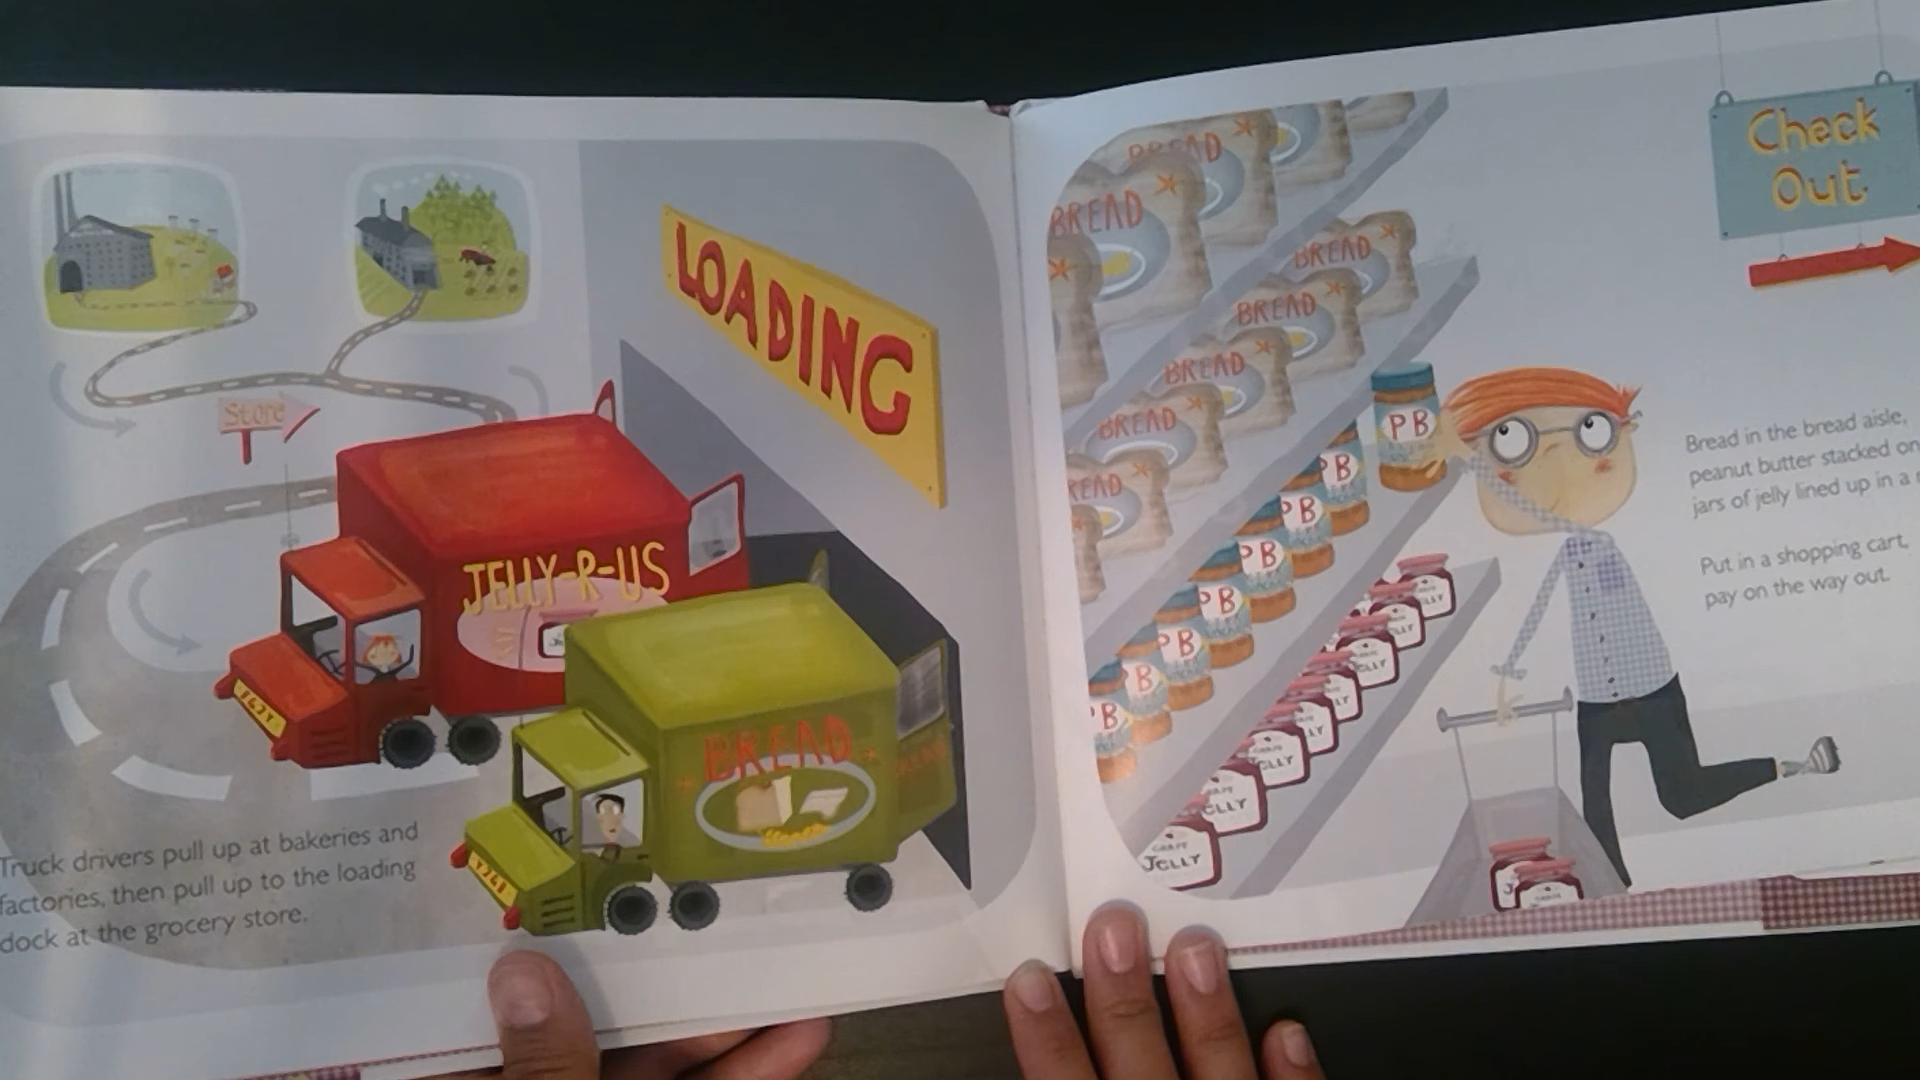 LOADING
Store
JELLY-R-US
BREAD
Truck drivers pull up at bakeries and
factories, then pull up to the loading
dock at the grocery store.
Check
Out
BREAD
BREAD
BREAD
BREAD
BREAD
BREAD
PB
PB
PB
PB
PB
PB
GRAPE
JELLY
Bread in the bread aisle,
peanut butter stacked on
jars of jelly lined up in a
Put in a shopping cart,
pay on the way out.